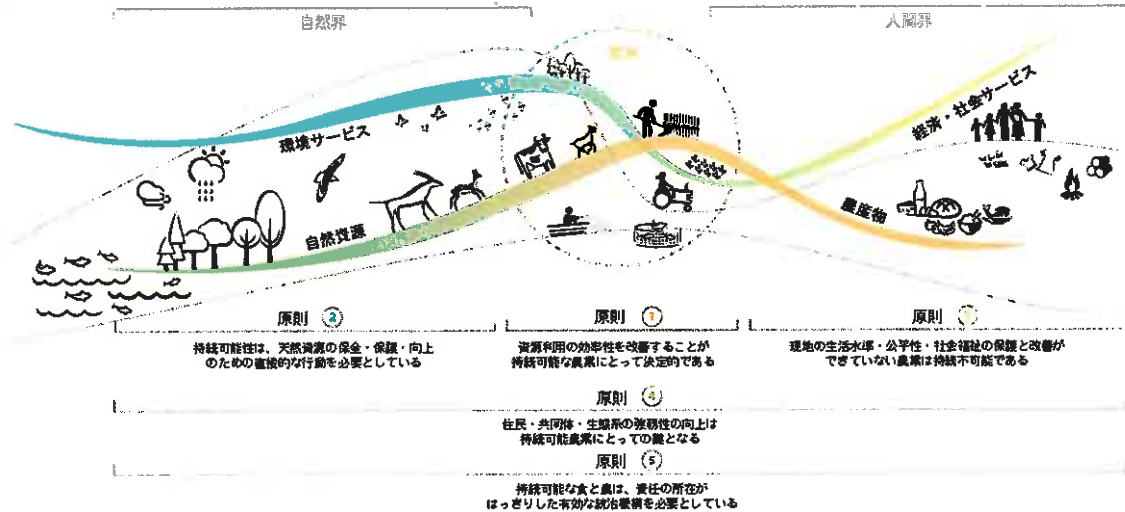 自然界
人間界
環境サービス
自然資源
経済・社会サービス
農産物
原則 2
持続可能性は、天然資源の保全・保護・向上
のための直接的な行動を必要としている
原則 1
資源利用の効率性を改善することが
持続可能な農業にとって決定的である
原則
現地の生活水準・公平性・社会福祉の保護と改善が
できていない農業は持続不可能である
原則 4
住民・共同体・生態系の強靭性の向上は
持続可能農業にとっての鍵となる
原則 5
持続可能な食と農は、責任の所在が
はっきりした有効な統治機構を必要としている